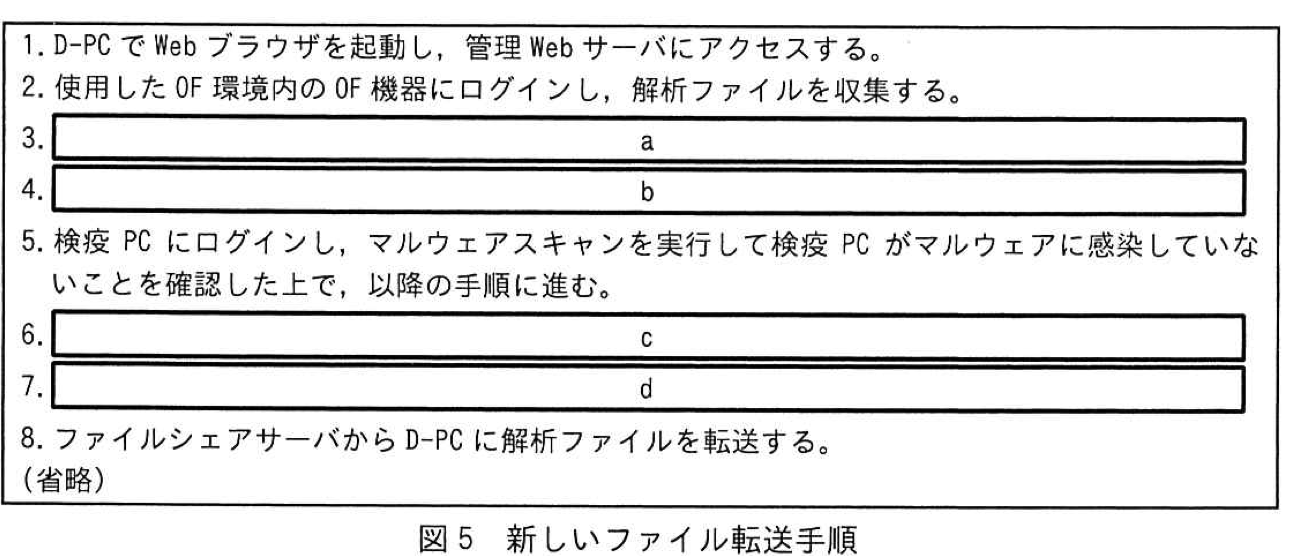 1. D-PC で Web ブラウザを起動し，管理 Web サーバにアクセスする。
2. 使用した OF 環境内の OF 機器にログインし，解析ファイルを収集する。
3. a
4. b
5. 検疫 PC にログインし，マルウェアスキャンを実行して検疫 PC がマルウェアに感染していな
いことを確認した上で，以降の手順に進む。
6. c
7. d
8. ファイルシェアサーバから D-PC に解析ファイルを転送する。
(省略)
図 5　新しいファイル転送手順